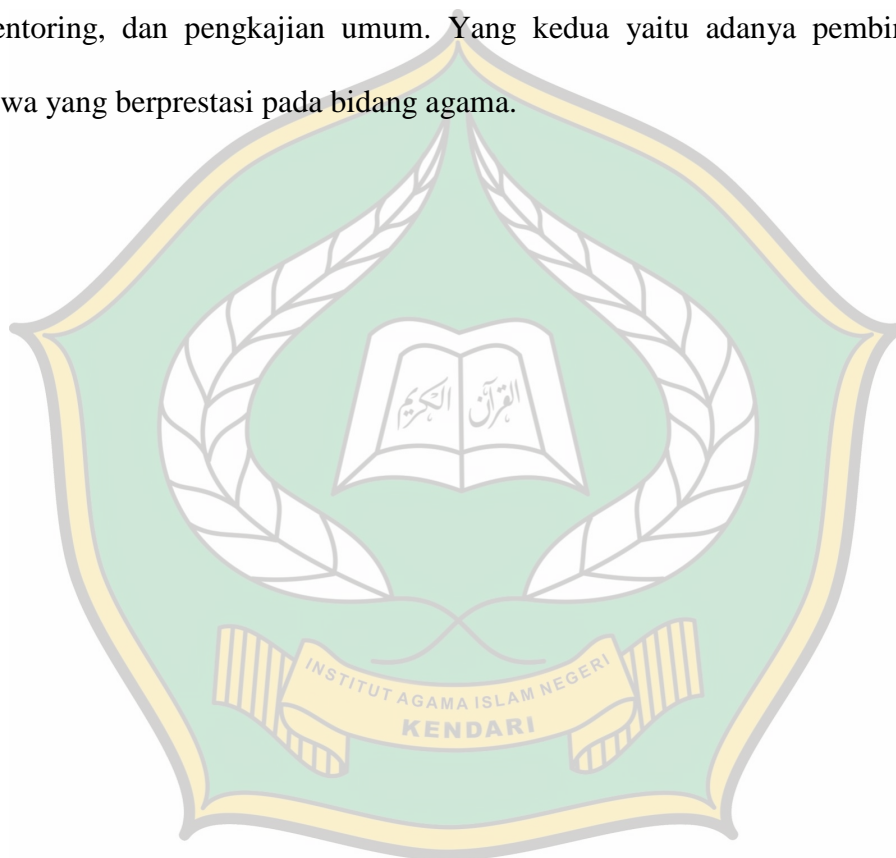 entoring, dan pengkajian umum. Yang kedua yaitu adanya pembin
wa yang berprestasi pada bidang agama.
القرآن الكريم
INSTITUT AGAMA ISLAM NEGERI
KENDARI